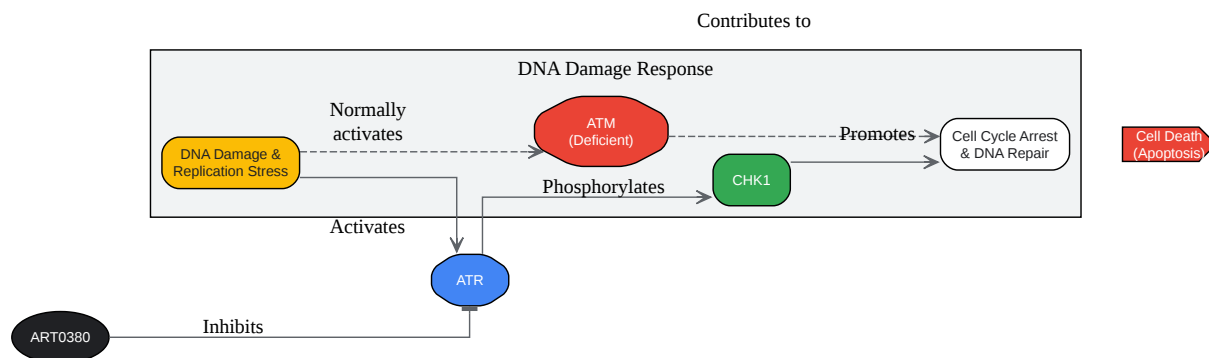 Contributes to
DNA Damage Response
Normally
activates
ATM
(Deficient)
Promotes
Cell Cycle Arrest
& DNA Repair
Cell Death
(Apoptosis)
DNA Damage &
Replication Stress
Phosphorylates
CHK1
Activates
ATR
Inhibits
ART0380